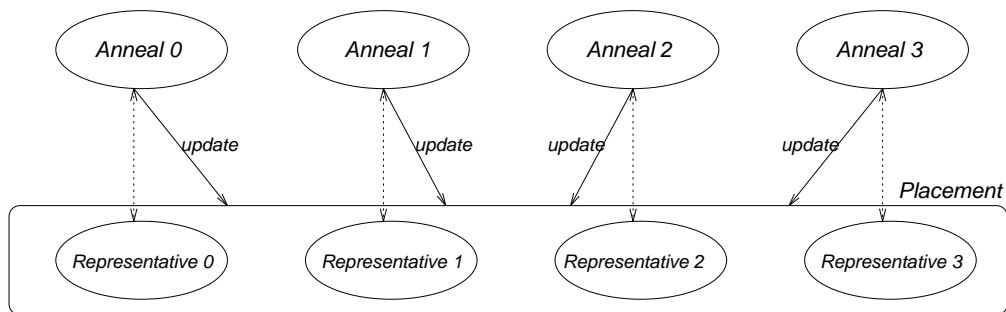 Anneal 0 Anneal 1 Anneal 2 Anneal 3
update update update update
Placement
Representative 0 Representative 1 Representative 2 Representative 3